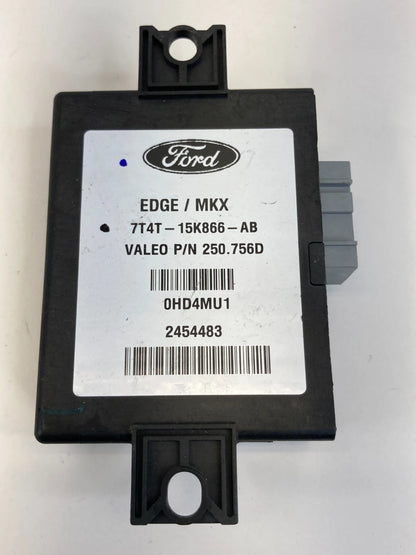 Ford
EDGE / MKX
7T4T-15K866-AB
VALEO P/N 250.756D
0HD4MU1
2454483